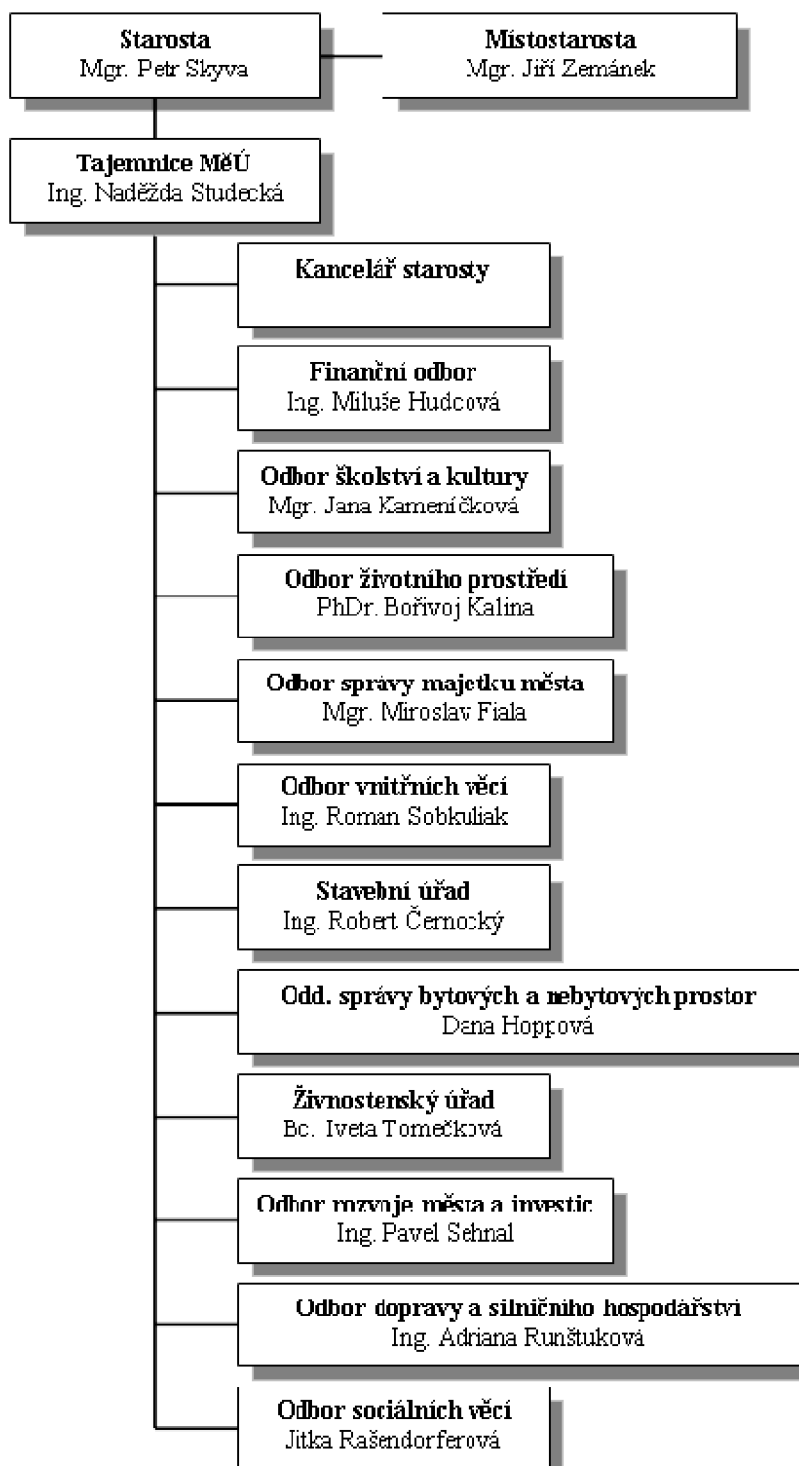 Starosta
Mgr. Petr Skyva
Místostarosta
Mgr. Jiří Zemánek
Tajemnice MěÚ
Ing. Naděžda Studecká
Kancelář starosty
Finanční odbor
Ing. Miluše Hudcová
Odbor školství a kultury
Mgr. Jana Kameníčková
Odbor životního prostředí
PhDr. Bořivoj Kalina
Odbor správy majetku města
Mgr. Miroslav Fiala
Odbor vnitřních věcí
Ing. Roman Sobkuliak
Stavební úřad
Ing. Robert Černocký
Odd. správy bytových a nebytových prostor
Dana Hoppová
Živnostenský úřad
Bc. Iveta Tomečková
Odbor rozvoje města a investic
Ing. Pavel Sehnal
Odbor dopravy a silničního hospodářství
Ing. Adriana Runštuková
Odbor sociálních věcí
Jitka Rašendorferová